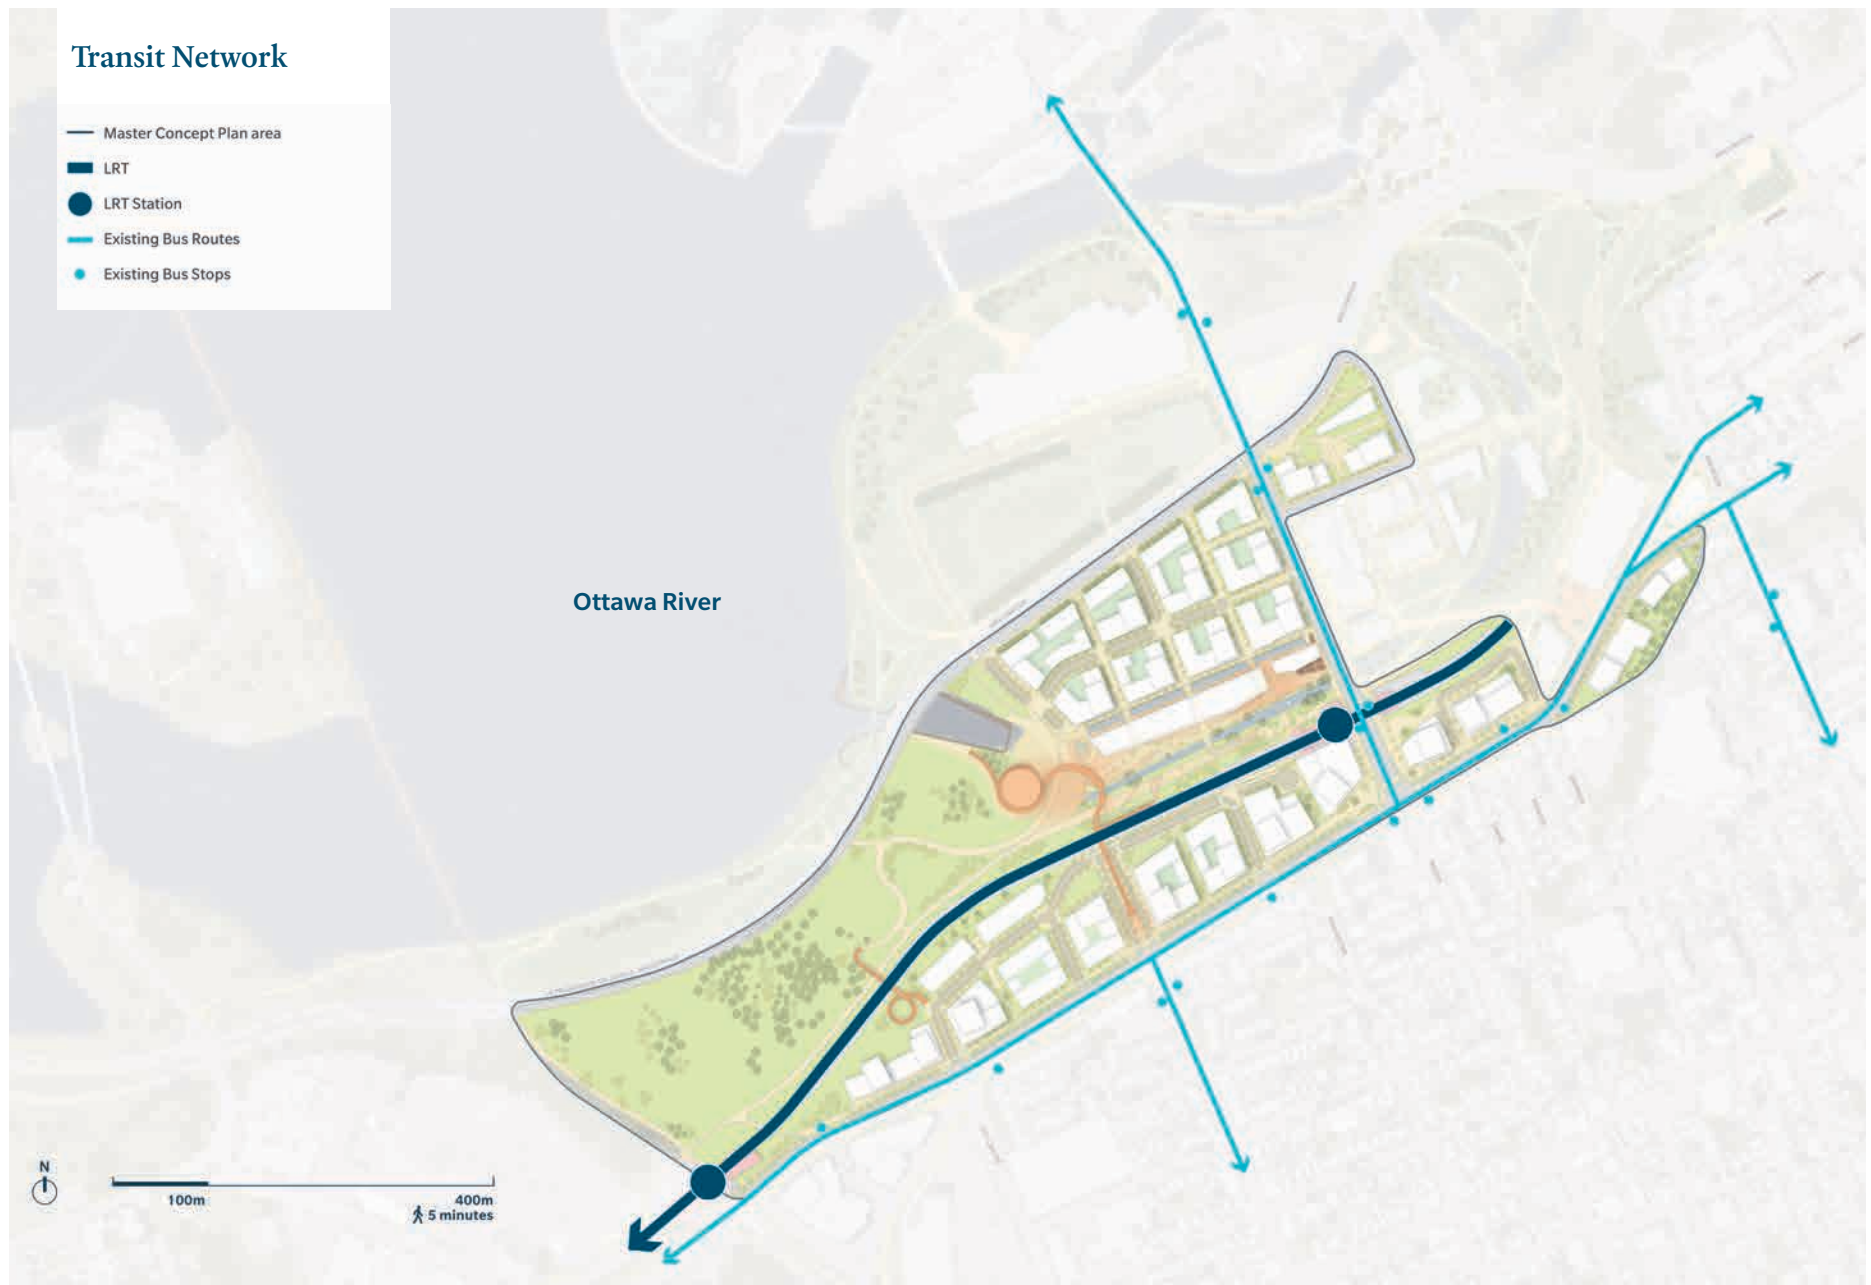 Transit Network
Master Concept Plan area
LRT
LRT Station
Existing Bus Routes
Existing Bus Stops
Ottawa River
N
100m
400m
5 minutes